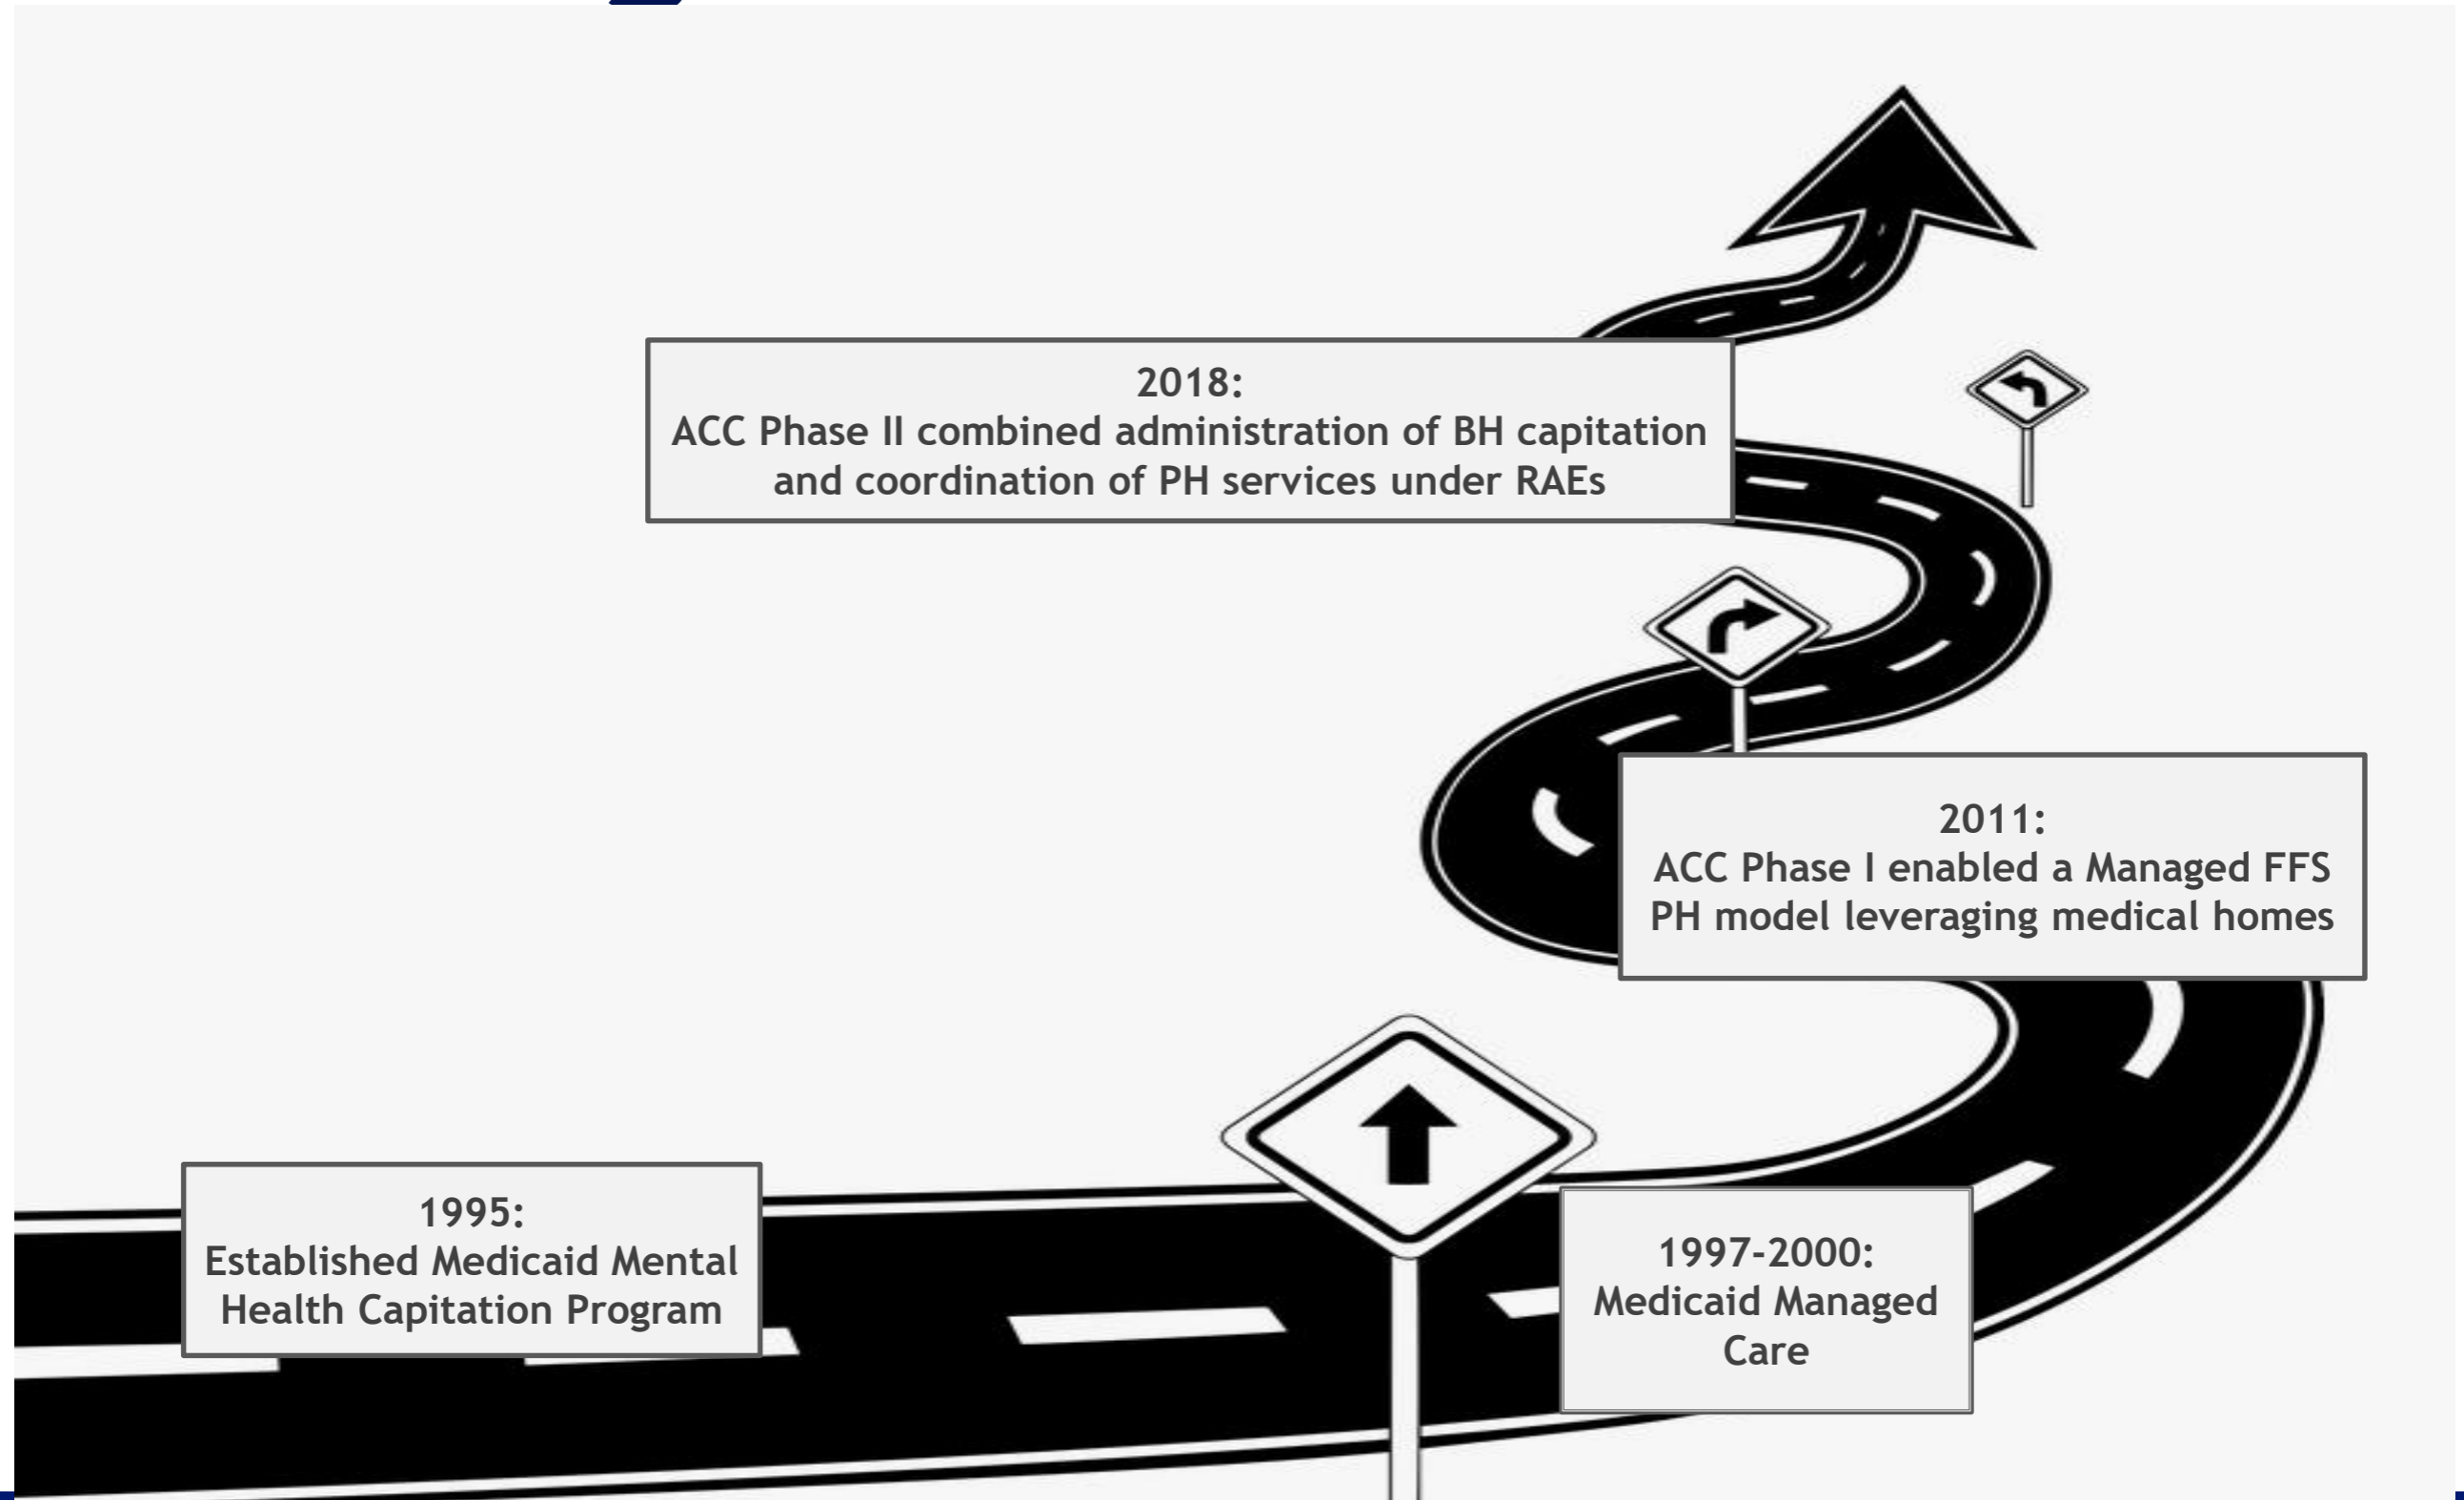 2018:
ACC Phase II combined administration of BH capitation
and coordination of PH services under RAEs
2011:
ACC Phase I enabled a Managed FFS
PH model leveraging medical homes
1995:
Established Medicaid Mental
Health Capitation Program
1997-2000:
Medicaid Managed
Care